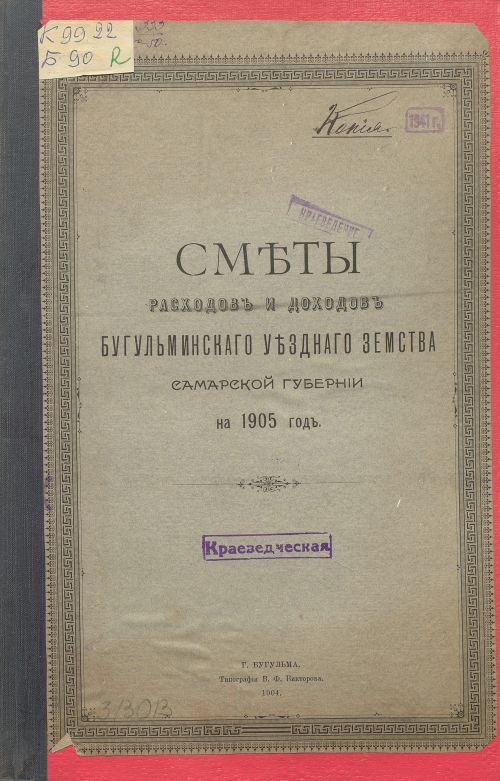 К 99 22
Б 90 R
Копія.
1941 г.
КРАЕВЕДЕНИЕ
СМѢТЫ
РАСХОДОВЪ И ДОХОДОВЪ
БУГУЛЬМИНСКАГО УѢЗДНАГО ЗЕМСТВА
САМАРСКОЙ ГУБЕРНІИ
на 1905 годъ.
Краеведческая
Г. БУГУЛЬМА.
Типографія В. Ф. Викторова.
1904.